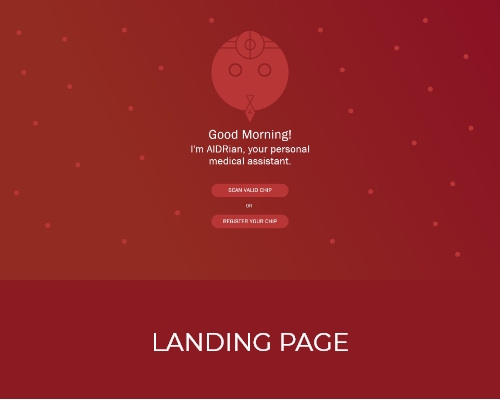 Good Morning!
I'm AIDRian, your personal
medical assistant.
SCAN VALID CHIP
OR
REGISTER YOUR CHIP
LANDING PAGE